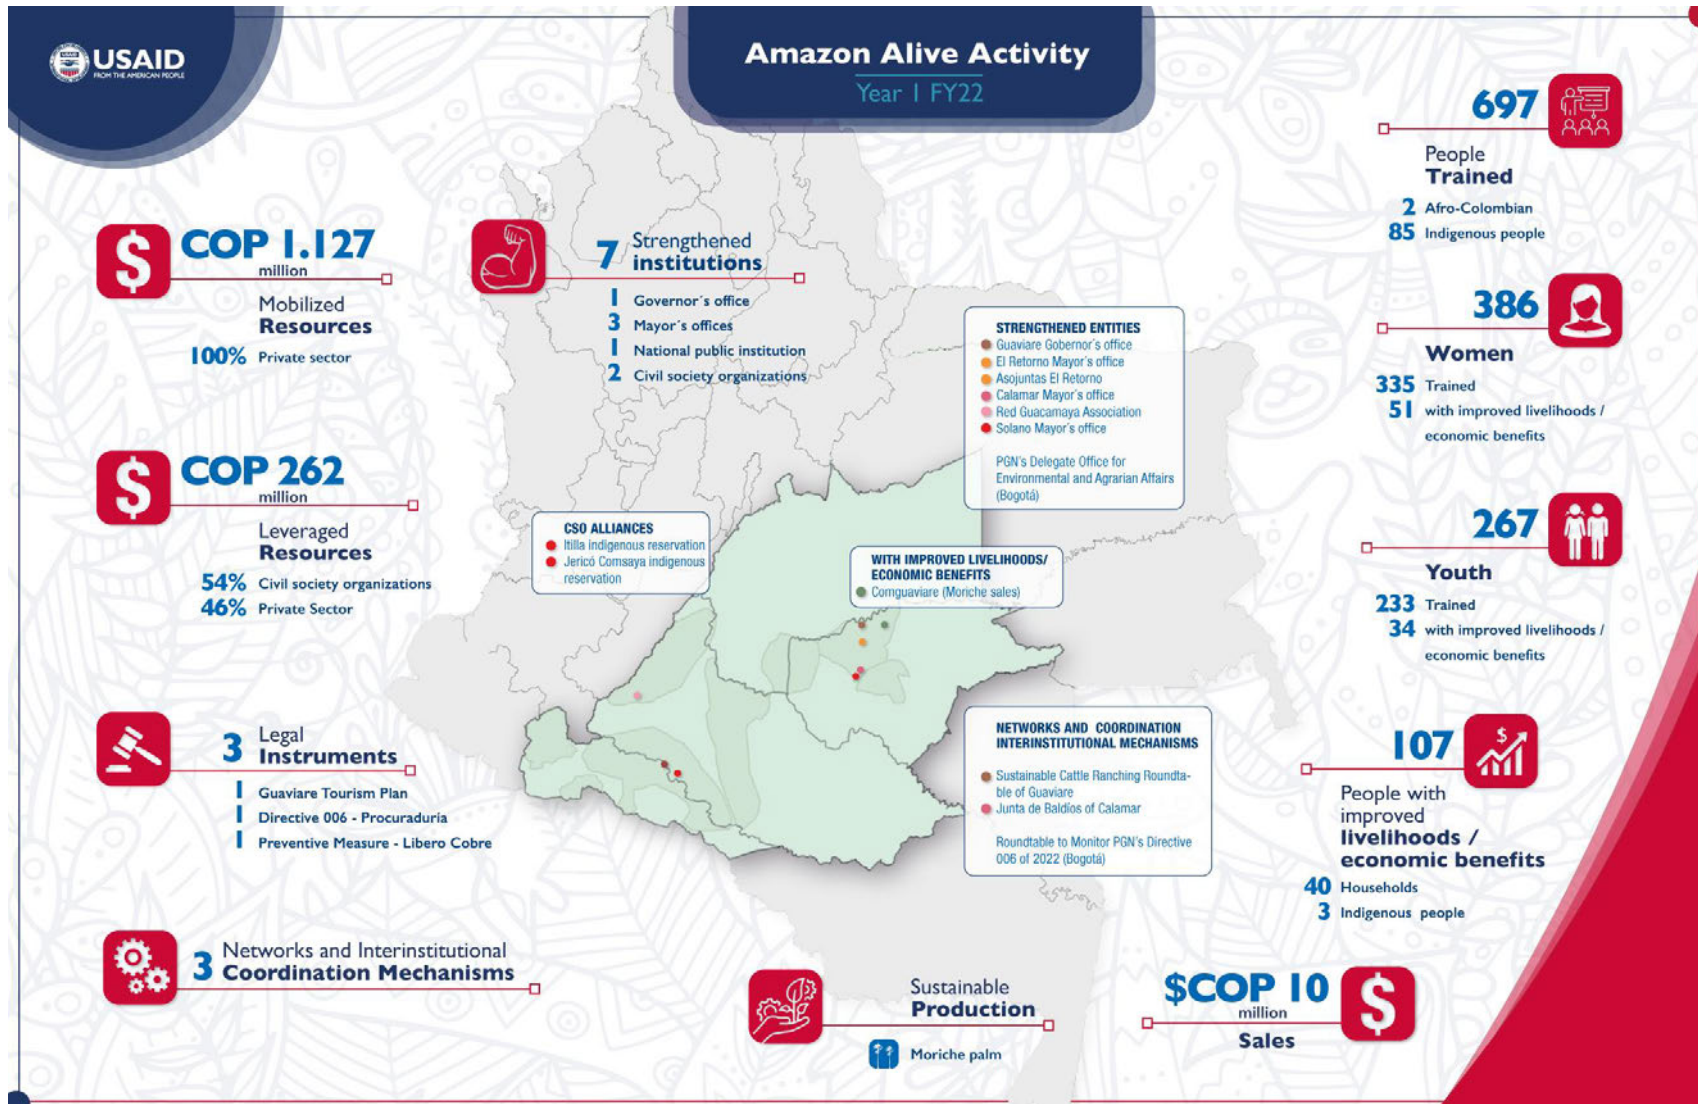 USAID
FROM THE AMERICAN PEOPLE
Amazon Alive Activity
Year 1 FY22
COP 1.127
million
Mobilized
Resources
100% Private sector
COP 262
million
Leveraged
Resources
54% Civil society organizations
46% Private Sector
3 Legal
Instruments
1 Guaviare Tourism Plan
1 Directive 006 - Procuraduría
1 Preventive Measure - Libero Cobre
3 Networks and Interinstitutional
Coordination Mechanisms
7 Strengthened
institutions
1 Governor´s office
3 Mayor´s offices
1 National public institution
2 Civil society organizations
CSO ALLIANCES
Itilla indigenous reservation
Jericó Comsaya indigenous
reservation
STRENGTHENED ENTITIES
Guaviare Gobernor´s office
El Retorno Mayor´s office
Asojuntas El Retorno
Calamar Mayor´s office
Red Guacamaya Association
Solano Mayor´s office
PGN's Delegate Office for
Environmental and Agrarian Affairs
(Bogotá)
WITH IMPROVED LIVELIHOODS/
ECONOMIC BENEFITS
Comguaviare (Moriche sales)
NETWORKS AND COORDINATION
INTERINSTITUTIONAL MECHANISMS
Sustainable Cattle Ranching Roundta-
ble of Guaviare
Junta de Baldíos of Calamar
Roundtable to Monitor PGN's Directive
006 of 2022 (Bogotá)
Sustainable
Production
Moriche palm
697
People
Trained
2 Afro-Colombian
85 Indigenous people
386
Women
335 Trained
51 with improved livelihoods /
economic benefits
267
Youth
233 Trained
34 with improved livelihoods /
economic benefits
107
People with
improved
livelihoods /
economic benefits
40 Households
3 Indigenous people
$COP 10
million
Sales